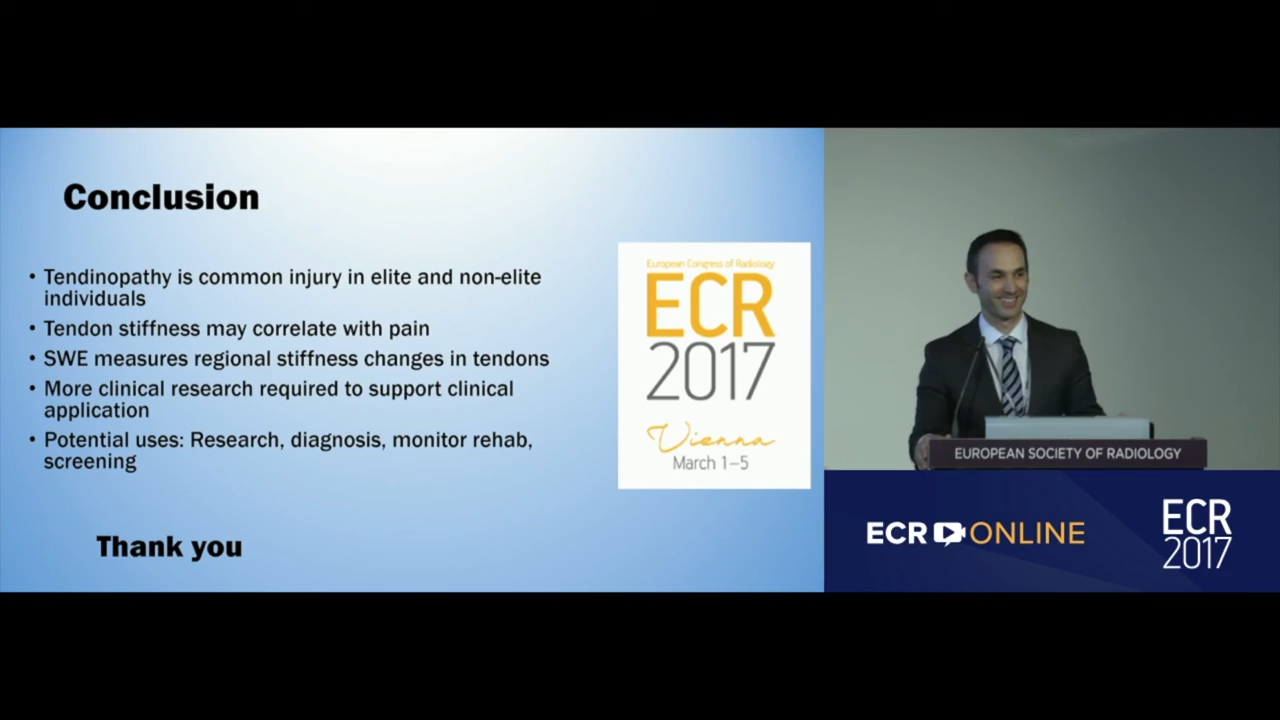 Conclusion
• Tendinopathy is common injury in elite and non-elite
individuals
• Tendon stiffness may correlate with pain
• SWE measures regional stiffness changes in tendons
• More clinical research required to support clinical
application
• Potential uses: Research, diagnosis, monitor rehab,
screening
Thank you
European Congress of Radiology
ECR
2017
Vienna
March 1–5
EUROPEAN SOCIETY OF RADIOLOGY
ECR ONLINE
ECR
2017